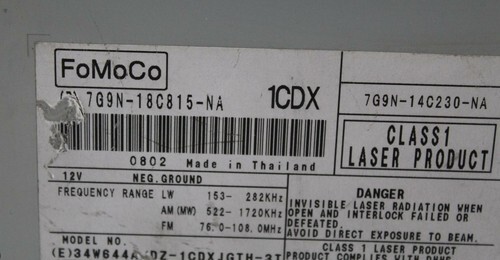 FoMoCo
7G9N-18C815-NA 1CDX
7G9N-14C230-NA
0802 Made in Thailand
CLASS1
LASER PRODUCT
12V NEG.GROUND
FREQUENCY RANGE LW 153- 282KHz
AM(MW) 522-1720KHz
FM 76.0-108.0MHz
DANGER
INVISIBLE LASER RADIATION WHEN
OPEN AND INTERLOCK FAILED OR
DEFEATED.
AVOID DIRECT EXPOSURE TO BEAM.
MODEL NO.
CLASS 1 LASER PRODUCT